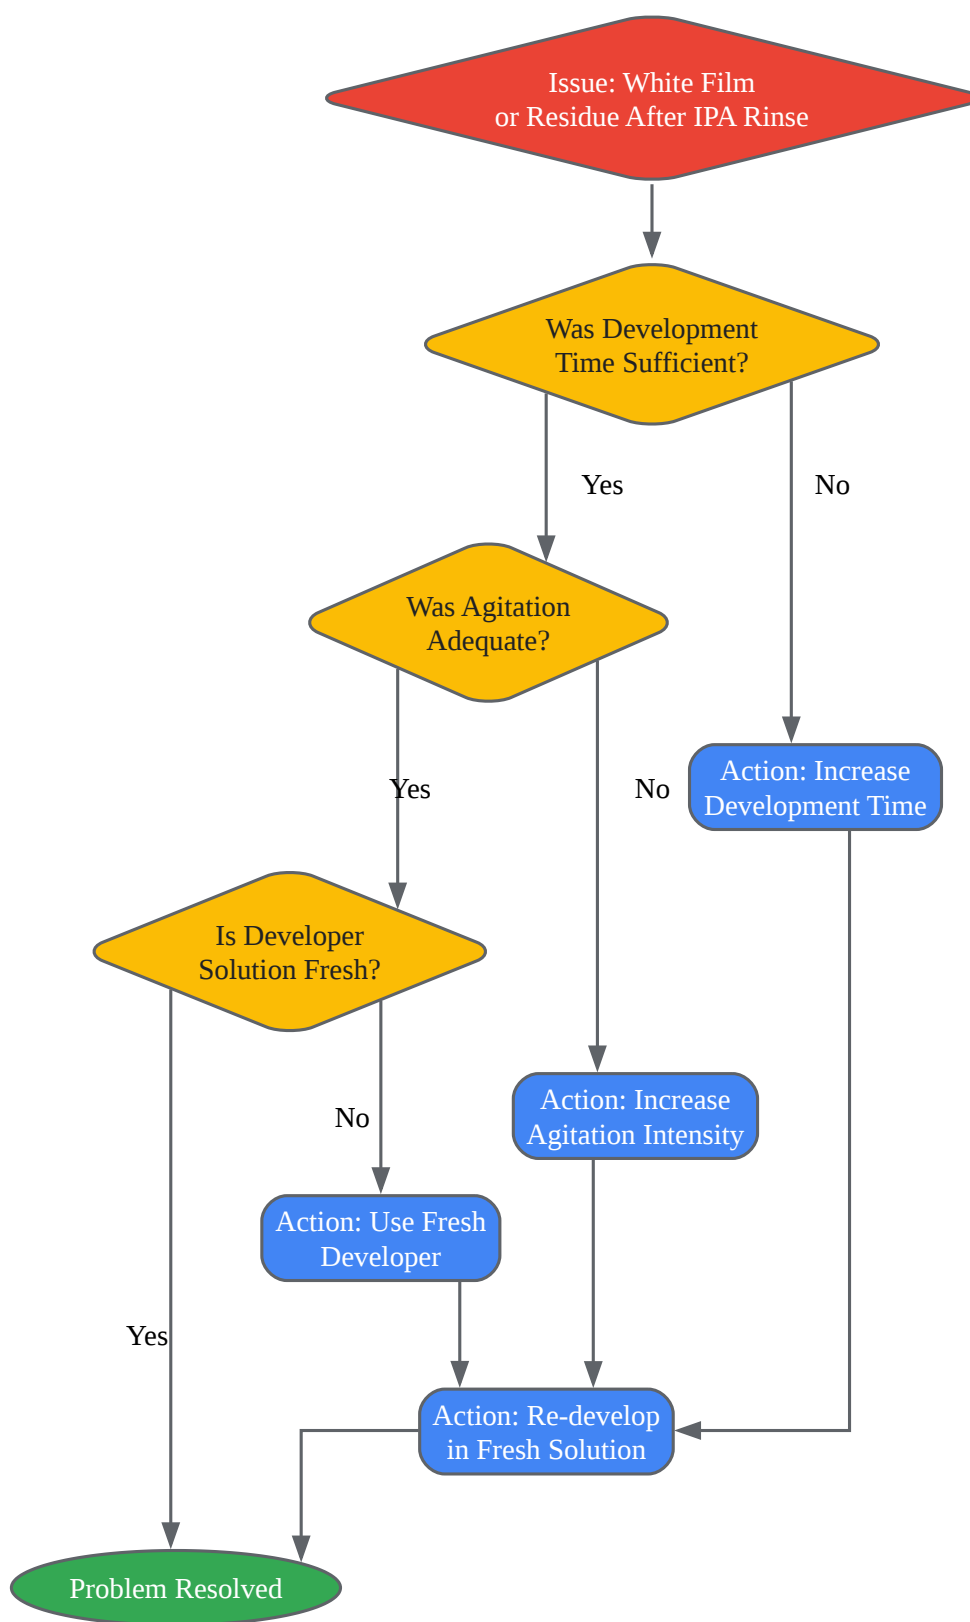 Issue: White Film
or Residue After IPA Rinse
Was Development
Time Sufficient?
Yes
No
Was Agitation
Adequate?
Action: Increase
Development Time
Yes
No
Is Developer
Solution Fresh?
Action: Increase
Agitation Intensity
No
Action: Use Fresh
Developer
Yes
Action: Re-develop
in Fresh Solution
Problem Resolved